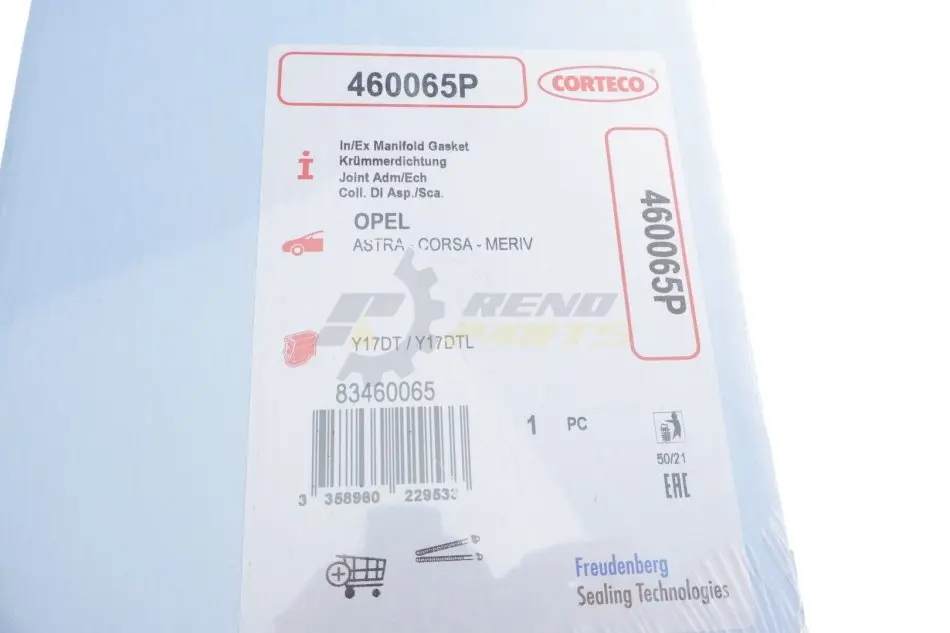 460065P
CORTECO
In/Ex Manifold Gasket
Krümmerdichtung
Joint Adm/Ech
Coll. DI Asp./Sca.
460065P
OPEL
ASTRA - CORSA - MERIV
RENO
PARTS
Y17DT / Y17DTL
83460065
1 PC
50/21
EAC
3 358960 229533
Freudenberg
Sealing Technologies